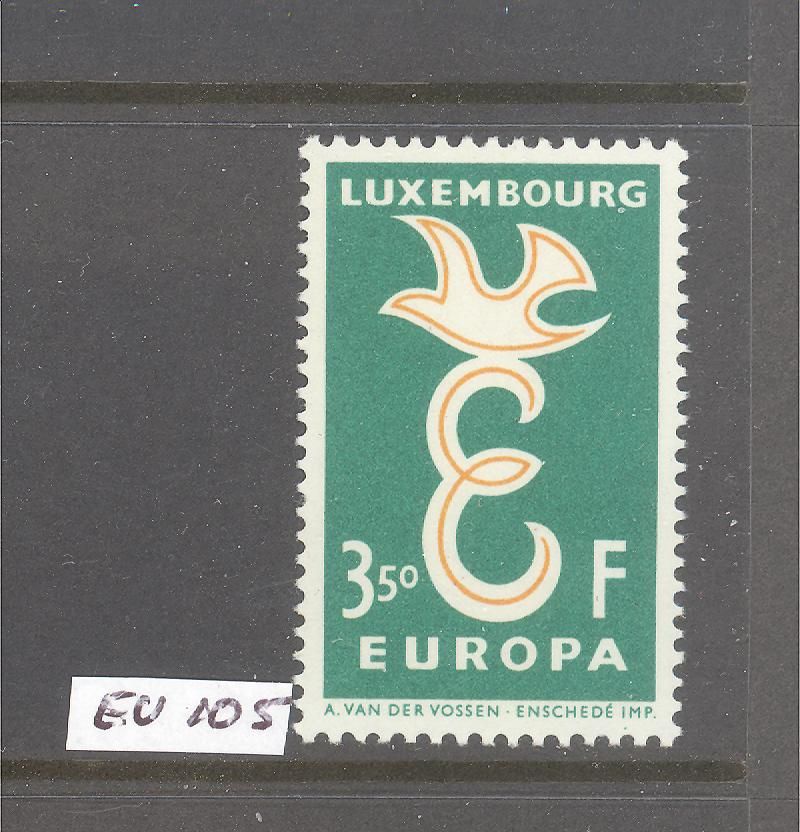 LUXEMBOURG
3.50 F
EUROPA
A. VAN DER VOSSEN · ENSCHEDÉ IMP.
EU 105